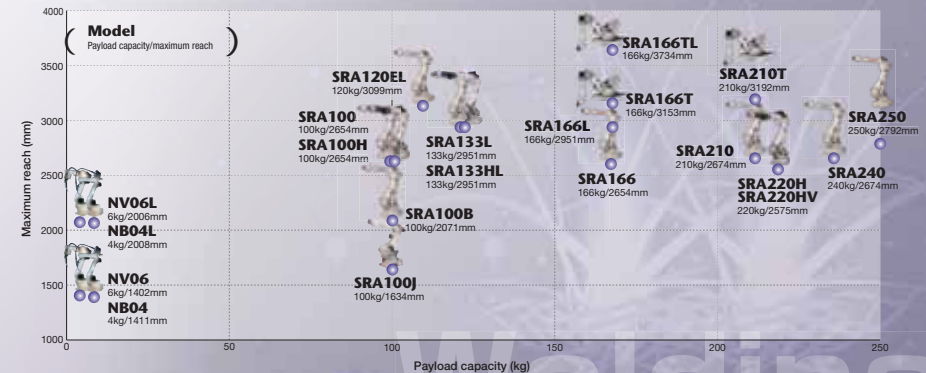 4000
3500
3000
2500
2000
1500
1000
Maximum reach (mm)
( Model )
Payload capacity/maximum reach
NV06L
6kg/2006mm
NB04L
4kg/2008mm
NV06
6kg/1402mm
NB04
4kg/1411mm
SRA120EL
120kg/3099mm
SRA100
100kg/2654mm
SRA100H
100kg/2654mm
SRA133L
133kg/2951mm
SRA133HL
133kg/2951mm
SRA100B
100kg/2071mm
SRA100J
100kg/1634mm
SRA166TL
166kg/3734mm
SRA166T
166kg/3153mm
SRA166L
166kg/2951mm
SRA166
166kg/2654mm
SRA210T
210kg/3192mm
SRA210
210kg/2674mm
SRA220H
SRA220HV
220kg/2575mm
SRA240
240kg/2674mm
SRA250
250kg/2792mm
0
50
100
150
200
250
Payload capacity (kg)